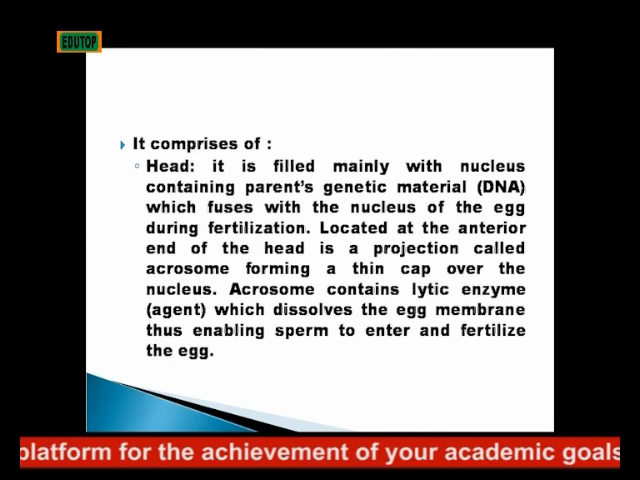 EDUTOP
It comprises of :
Head: it is filled mainly with nucleus
containing parent's genetic material (DNA)
which fuses with the nucleus of the egg
during fertilization. Located at the anterior
end of the head is a projection called
acrosome forming a thin cap over the
nucleus. Acrosome contains lytic enzyme
(agent) which dissolves the egg membrane
thus enabling sperm to enter and fertilize
the egg.
platform for the achievement of your academic goals